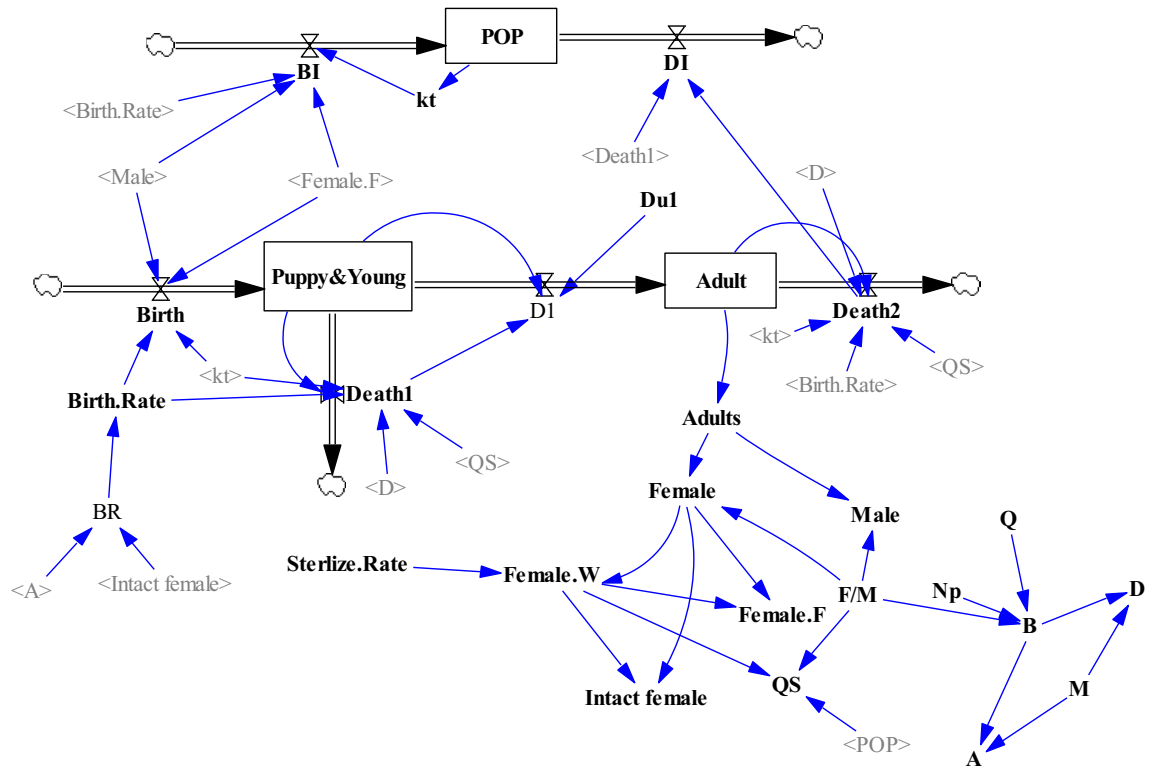 POP
BI
DI
kt
<Birth.Rate>
<Death1>
<Male>
<Female.F>
<D>
Du1
Puppy&Young
Adult
Birth
D1
Death2
<kt>
<QS>
<kt>
<Birth.Rate>
Birth.Rate
Death1
Adults
<QS>
<D>
Female
BR
Male
Q
Sterlize.Rate
Female.W
<A>
<Intact female>
F/M
Np
D
Female.F
B
QS
M
Intact female
<POP>
A